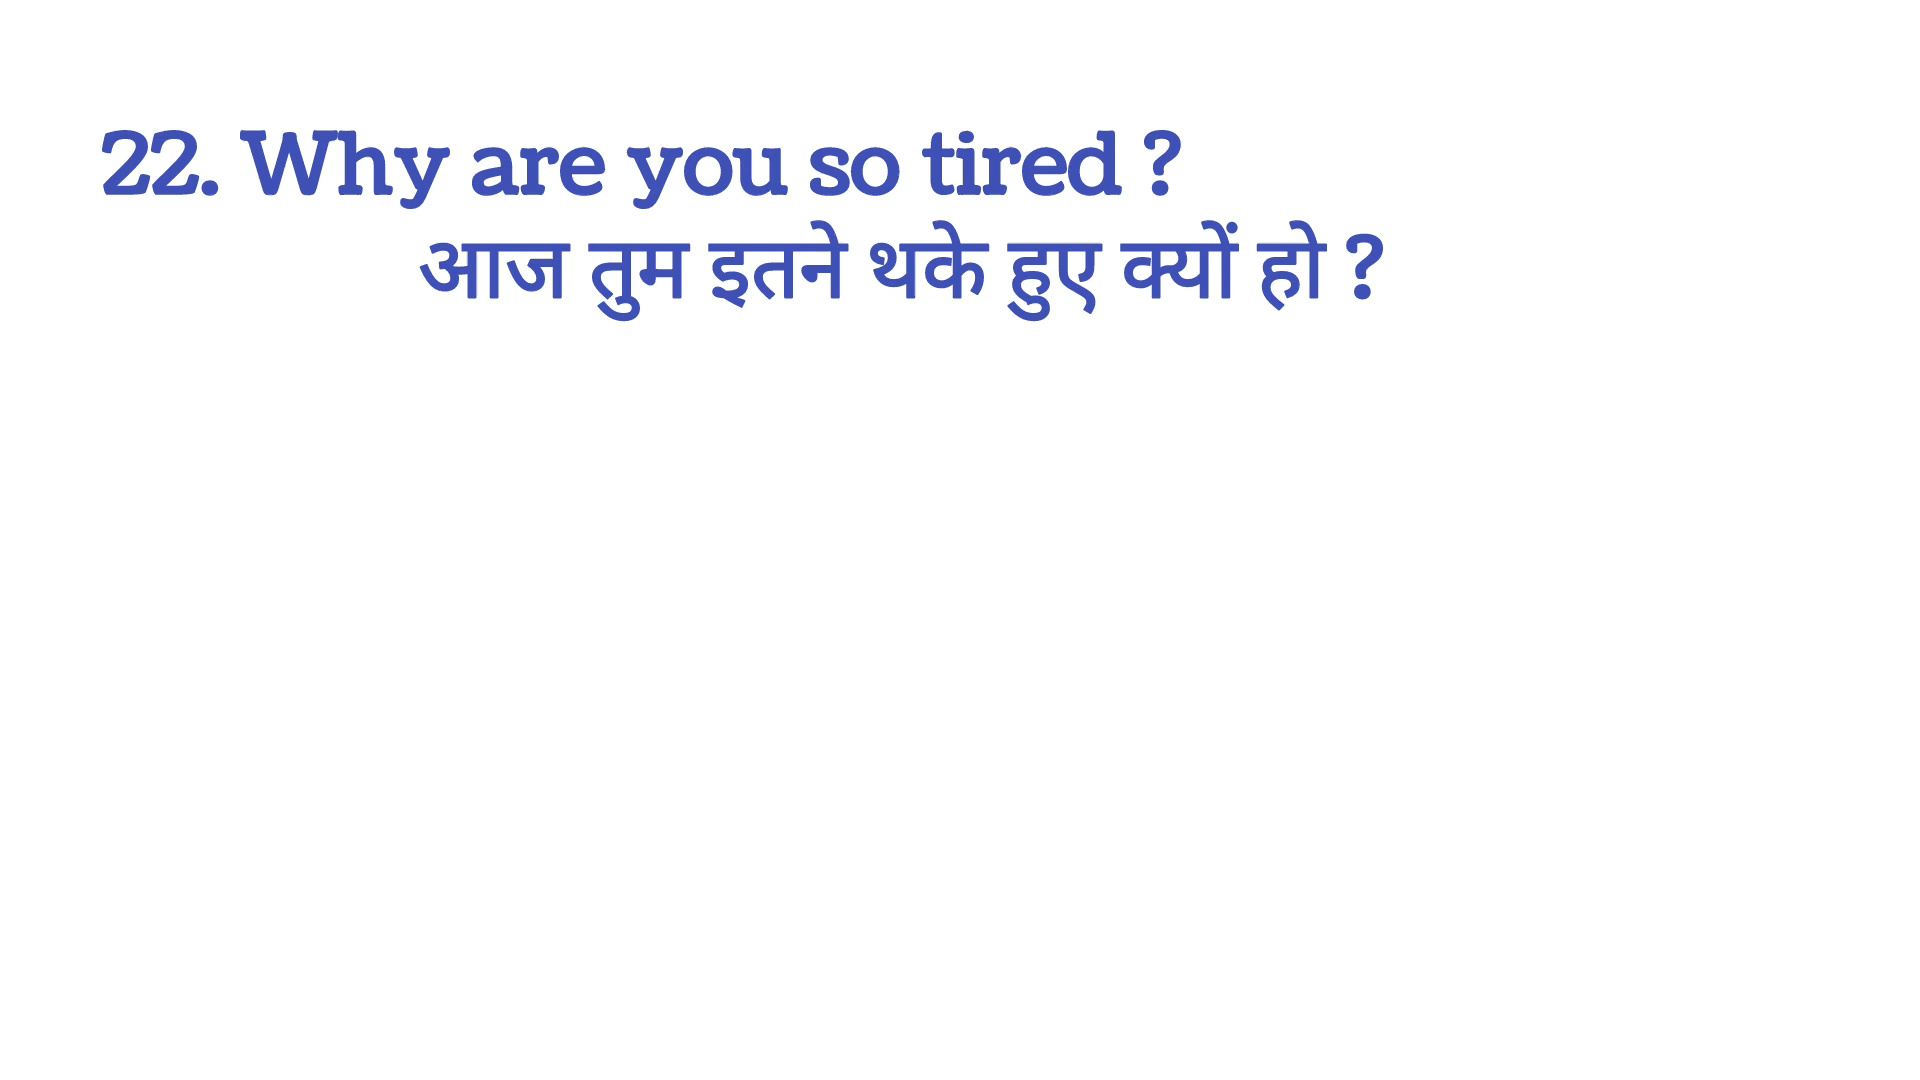 22. Why are you so tired ?
आज तुम इतने थके हुए क्यों हो ?